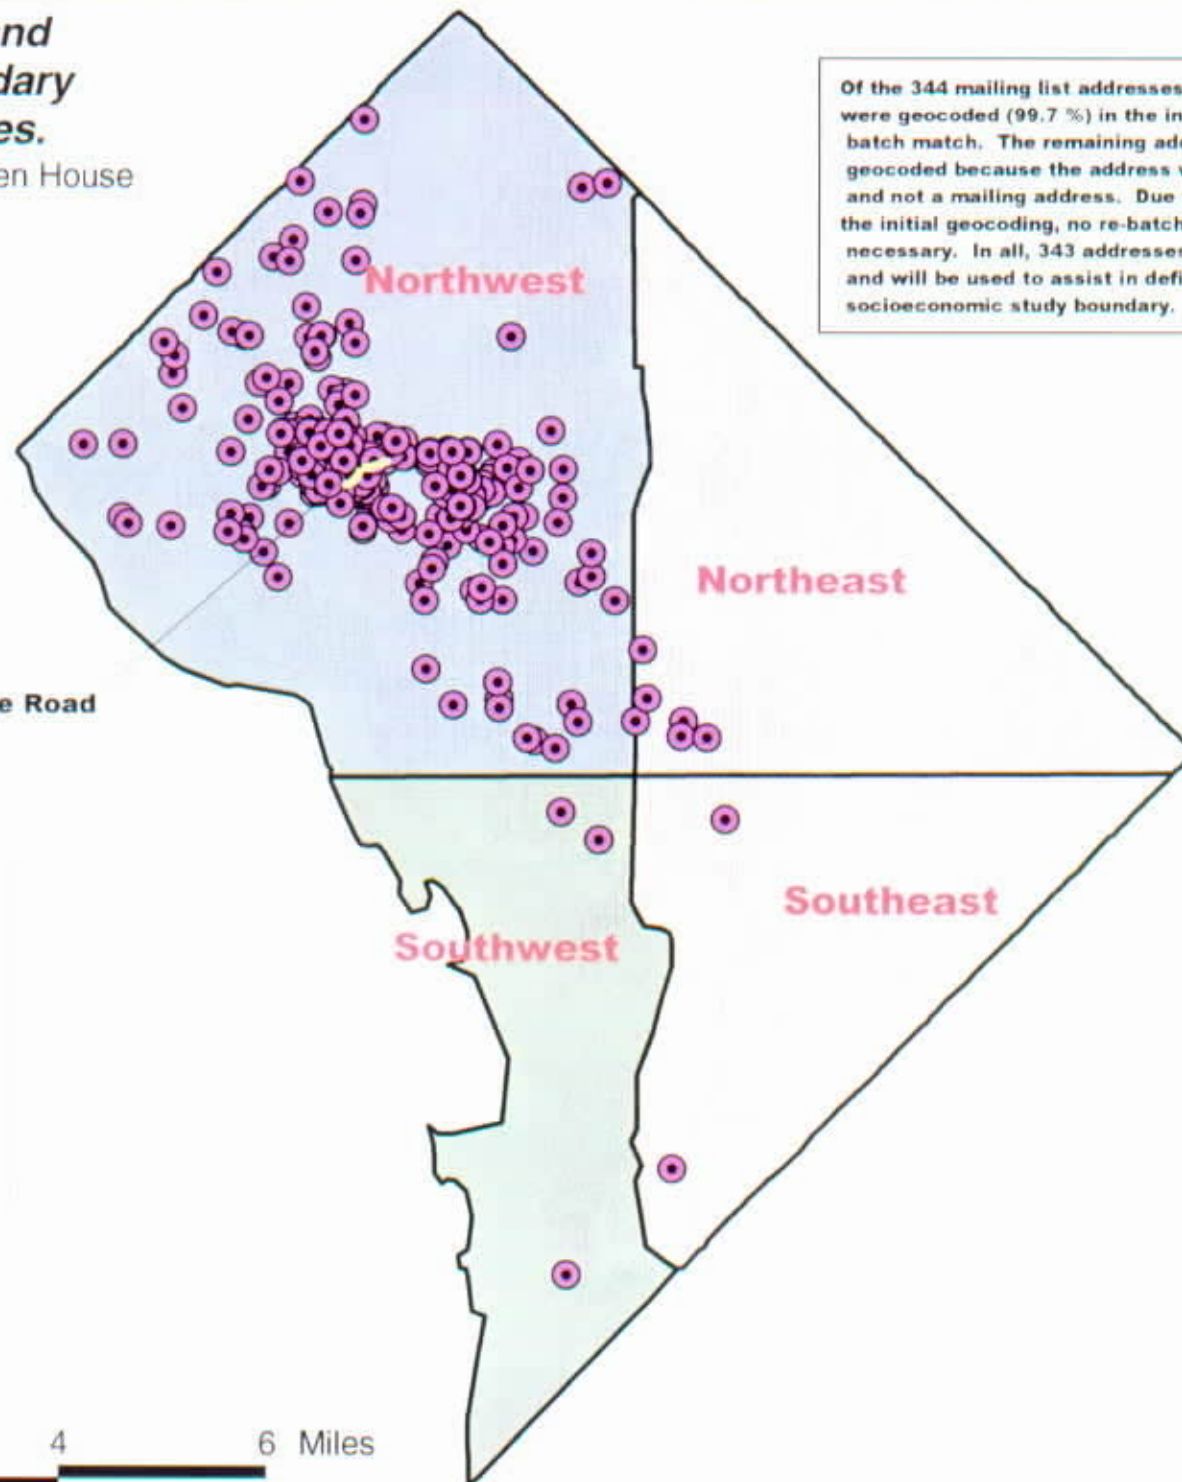 nd
dary
es.
en House
Of the 344 mailing list addresses
were geocoded (99.7 %) in the in
batch match. The remaining add
geocoded because the address w
and not a mailing address. Due
the initial geocoding, no re-batch
necessary. In all, 343 addresses
and will be used to assist in defi
socioeconomic study boundary.
Northwest
Northeast
e Road
Southeast
Southwest
4 6 Miles